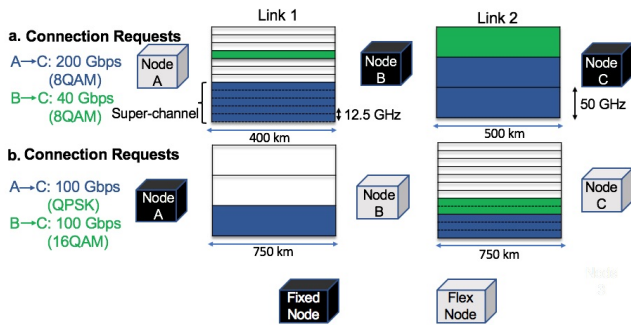 Link 1
Link 2
a. Connection Requests
A→C: 200 Gbps
(8QAM)
B→C: 40 Gbps
(8QAM)
Node
A
Node
B
Node
C
Super-channel
12.5 GHz
50 GHz
400 km
500 km
b. Connection Requests
A→C: 100 Gbps
(QPSK)
B→C: 100 Gbps
(16QAM)
Node
A
Node
B
Node
C
750 km
750 km
Fixed
Node
Flex
Node